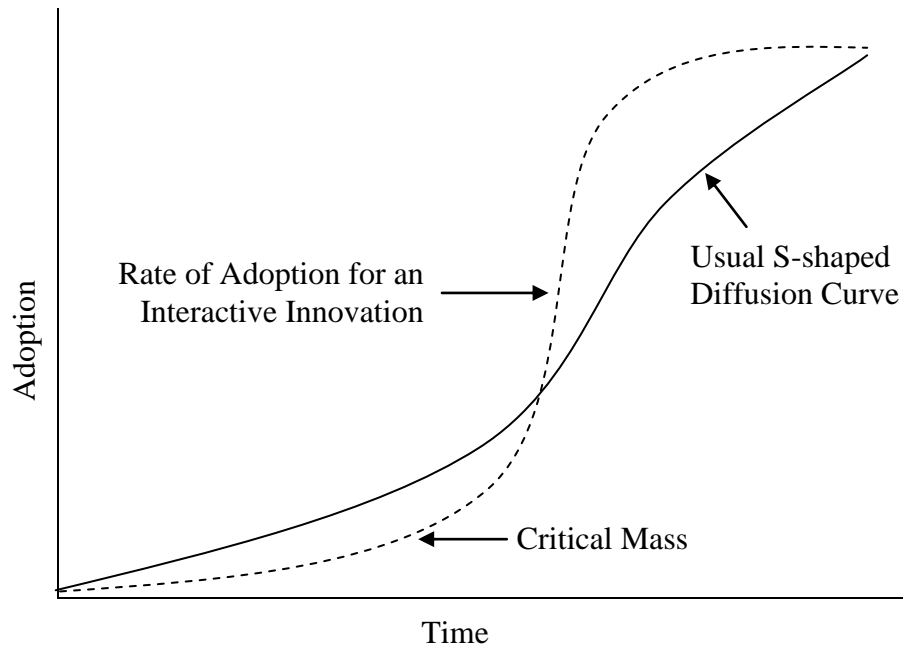 Rate of Adoption for an
Interactive Innovation
Usual S-shaped
Diffusion Curve
Adoption
Critical Mass
Time